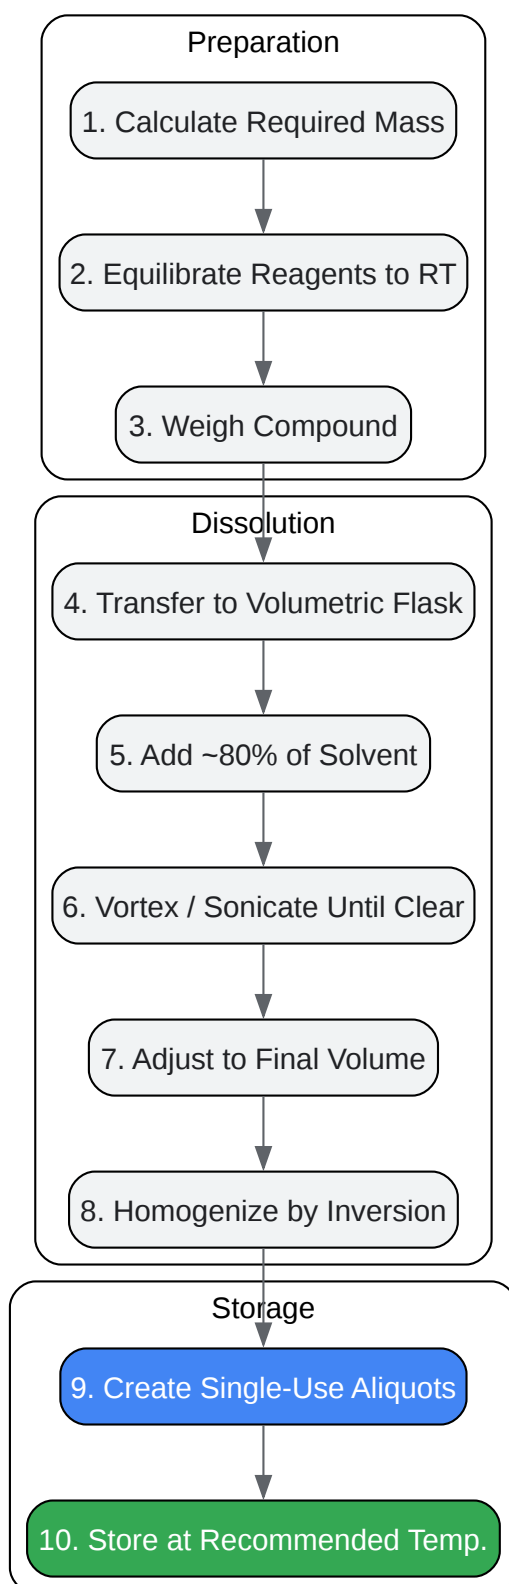 Preparation
1. Calculate Required Mass
2. Equilibrate Reagents to RT
3. Weigh Compound
Dissolution
4. Transfer to Volumetric Flask
5. Add ~80% of Solvent
6. Vortex / Sonicate Until Clear
7. Adjust to Final Volume
8. Homogenize by Inversion
Storage
9. Create Single-Use Aliquots
10. Store at Recommended Temp.